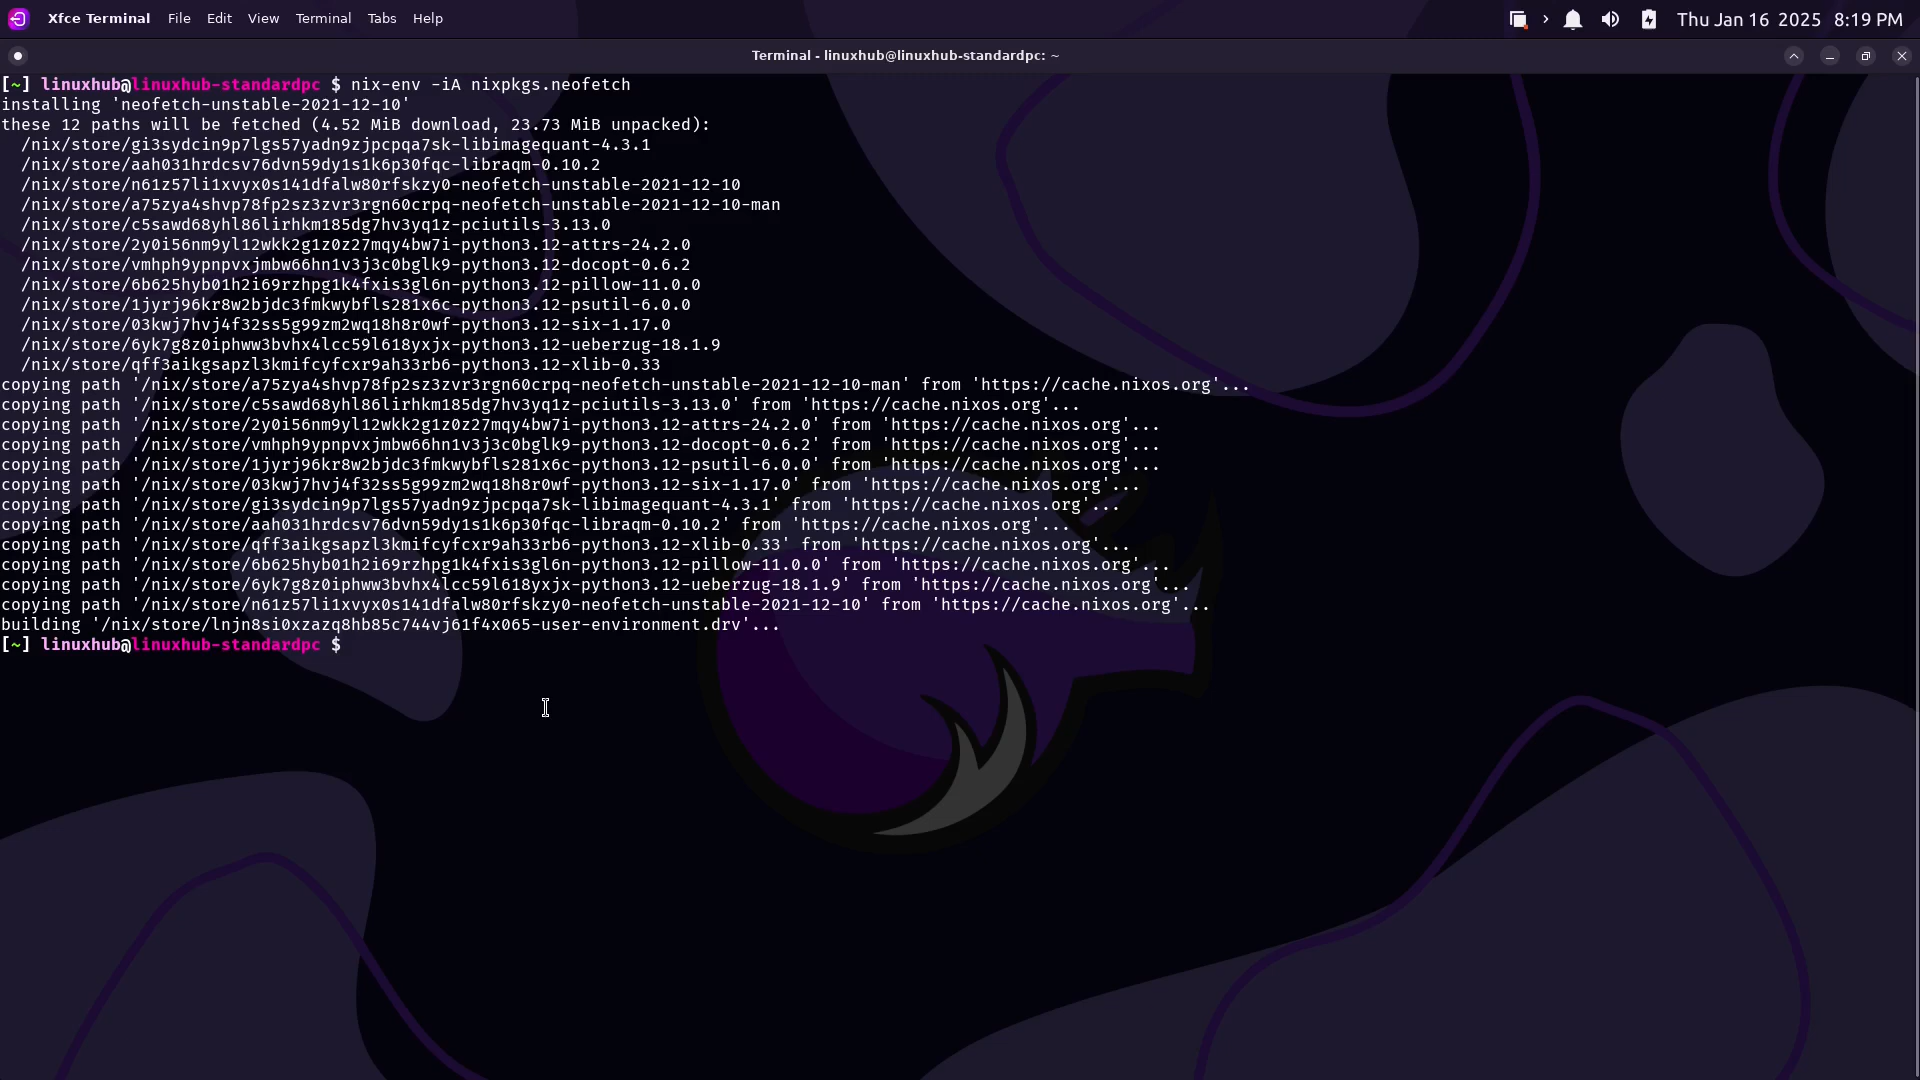 Xfce Terminal File Edit View Terminal Tabs Help Thu Jan 16 2025 8:19 PM
Terminal - linuxhub@linuxhub-standardpc: ~
[~] linuxhub@linuxhub-standardpc $ nix-env -iA nixpkgs.neofetch
installing 'neofetch-unstable-2021-12-10'
these 12 paths will be fetched (4.52 MiB download, 23.73 MiB unpacked):
/nix/store/gi3sydcin9p7lgs57yadn9zjpcpqa7sk-libimagequant-4.3.1
/nix/store/aah031hrdcsv76dvn59dy1s1k6p30fqc-libraqm-0.10.2
/nix/store/n61z57li1xvyx0s141dfalw80rfskzy0-neofetch-unstable-2021-12-10
/nix/store/a75zya4shvp78fp2sz3zvr3rgn60crpq-neofetch-unstable-2021-12-10-man
/nix/store/c5sawd68yhl86lirhkm185dg7hv3yq1z-pciutils-3.13.0
/nix/store/2y0i56nm9yl12wkk2g1z0z27mqy4bw7i-python3.12-attrs-24.2.0
/nix/store/vmhph9ypnpvxjmbw66hn1v3j3c0bglk9-python3.12-docopt-0.6.2
/nix/store/6b625hyb01h2i69rzhpg1k4fxis3gl6n-python3.12-pillow-11.0.0
/nix/store/1jyrj96kr8w2bjdc3fmkwybfls281x6c-python3.12-psutil-6.0.0
/nix/store/03kwj7hvj4f32ss5g99zm2wq18h8r0wf-python3.12-six-1.17.0
/nix/store/6yk7g8z0iphww3bvhx4lcc59l618yxjx-python3.12-ueberzug-18.1.9
/nix/store/qff3aikgsapzl3kmifcyfcxr9ah33rb6-python3.12-xlib-0.33
copying path '/nix/store/a75zya4shvp78fp2sz3zvr3rgn60crpq-neofetch-unstable-2021-12-10-man' from 'https://cache.nixos.org'...
copying path '/nix/store/c5sawd68yhl86lirhkm185dg7hv3yq1z-pciutils-3.13.0' from 'https://cache.nixos.org'...
copying path '/nix/store/2y0i56nm9yl12wkk2g1z0z27mqy4bw7i-python3.12-attrs-24.2.0' from 'https://cache.nixos.org'...
copying path '/nix/store/vmhph9ypnpvxjmbw66hn1v3j3c0bglk9-python3.12-docopt-0.6.2' from 'https://cache.nixos.org'...
copying path '/nix/store/1jyrj96kr8w2bjdc3fmkwybfls281x6c-python3.12-psutil-6.0.0' from 'https://cache.nixos.org'...
copying path '/nix/store/03kwj7hvj4f32ss5g99zm2wq18h8r0wf-python3.12-six-1.17.0' from 'https://cache.nixos.org'...
copying path '/nix/store/gi3sydcin9p7lgs57yadn9zjpcpqa7sk-libimagequant-4.3.1' from 'https://cache.nixos.org'...
copying path '/nix/store/aah031hrdcsv76dvn59dy1s1k6p30fqc-libraqm-0.10.2' from 'https://cache.nixos.org'...
copying path '/nix/store/qff3aikgsapzl3kmifcyfcxr9ah33rb6-python3.12-xlib-0.33' from 'https://cache.nixos.org'...
copying path '/nix/store/6b625hyb01h2i69rzhpg1k4fxis3gl6n-python3.12-pillow-11.0.0' from 'https://cache.nixos.org'...
copying path '/nix/store/6yk7g8z0iphww3bvhx4lcc59l618yxjx-python3.12-ueberzug-18.1.9' from 'https://cache.nixos.org'...
copying path '/nix/store/n61z57li1xvyx0s141dfalw80rfskzy0-neofetch-unstable-2021-12-10' from 'https://cache.nixos.org'...
building '/nix/store/lnjn8si0xzazq8hb85c744vj61f4x065-user-environment.drv'...
[~] linuxhub@linuxhub-standardpc $